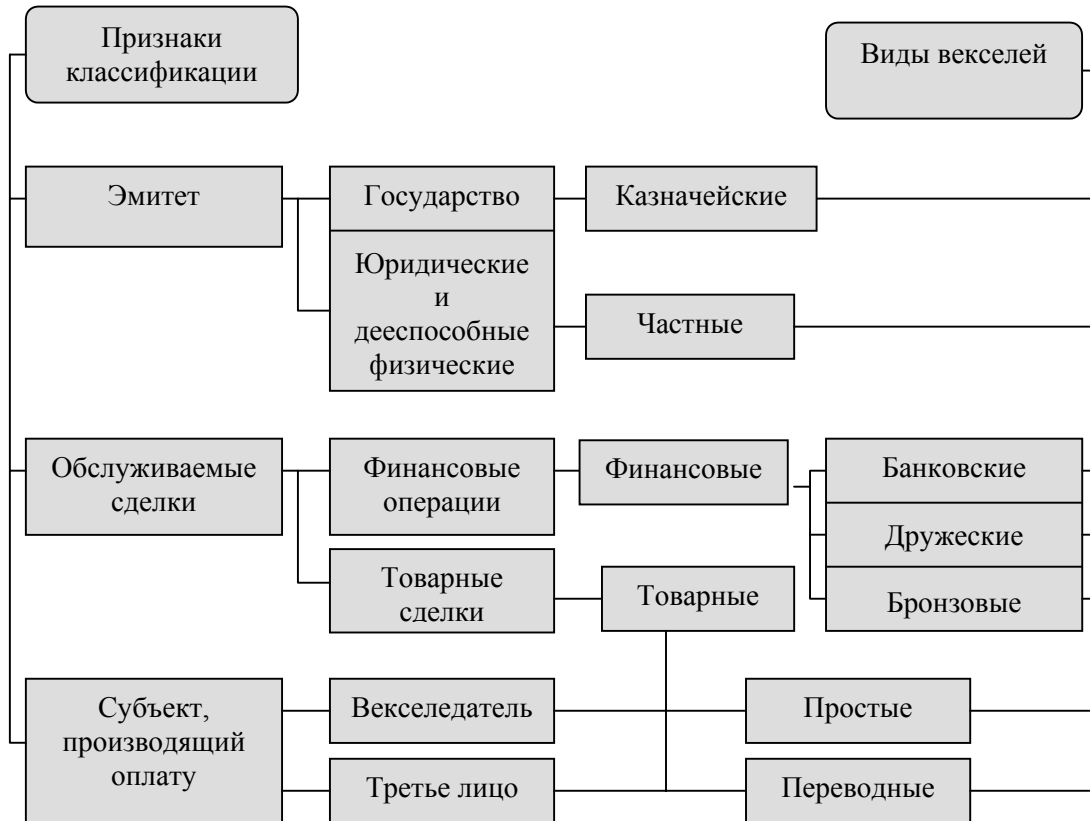 Признаки
классификации
Виды векселей
Эмитет
Государство
Казначейские
Юридические
и
дееспособные
физические
Частные
Обслуживаемые
сделки
Финансовые
операции
Финансовые
Банковские
Дружеские
Бронзовые
Товарные
сделки
Товарные
Субъект,
производящий
оплату
Векселедатель
Простые
Третье лицо
Переводные